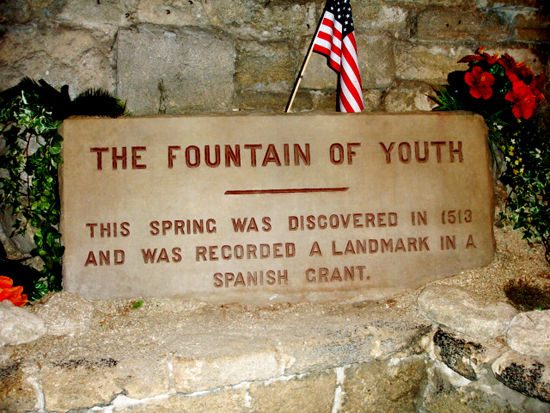 THE FOUNTAIN OF YOUTH
THIS SPRING WAS DISCOVERED IN 1513
AND WAS RECORDED A LANDMARK IN A
SPANISH GRANT.